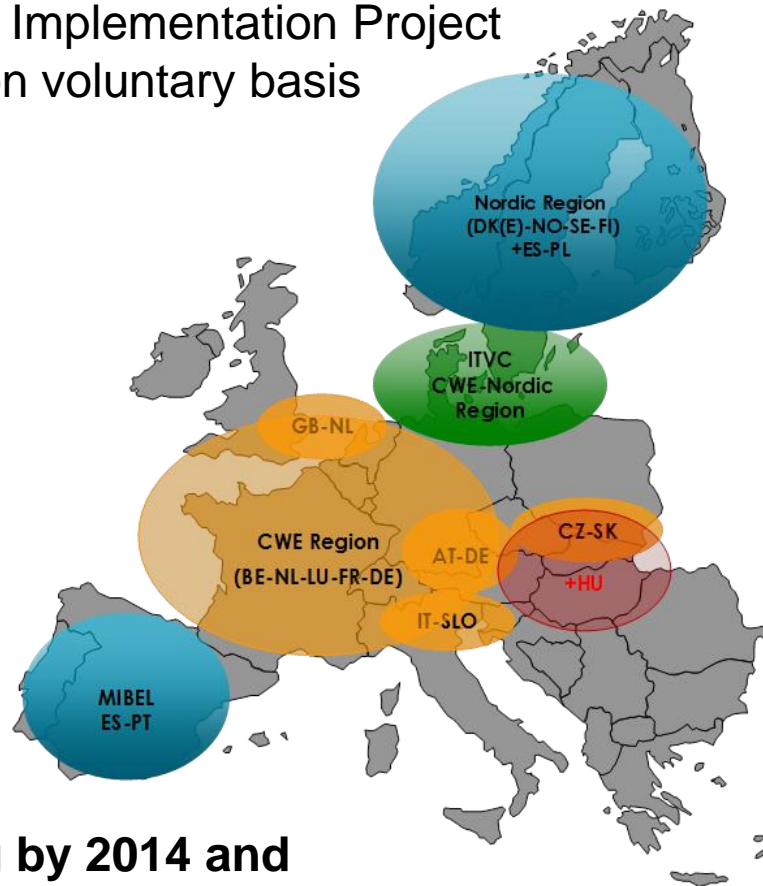 Implementation Project
on voluntary basis
Nordic Region
(DK(E)-NO-SE-FI)
+ES-PL
ITVC
CWE-Nordic
Region
GB-NL
CWE Region
(BE-NL-LU-FR-DE)
AT-DE
CZ-SK
+HU
IT-SLO
MIBEL
ES-PT
by 2014 and